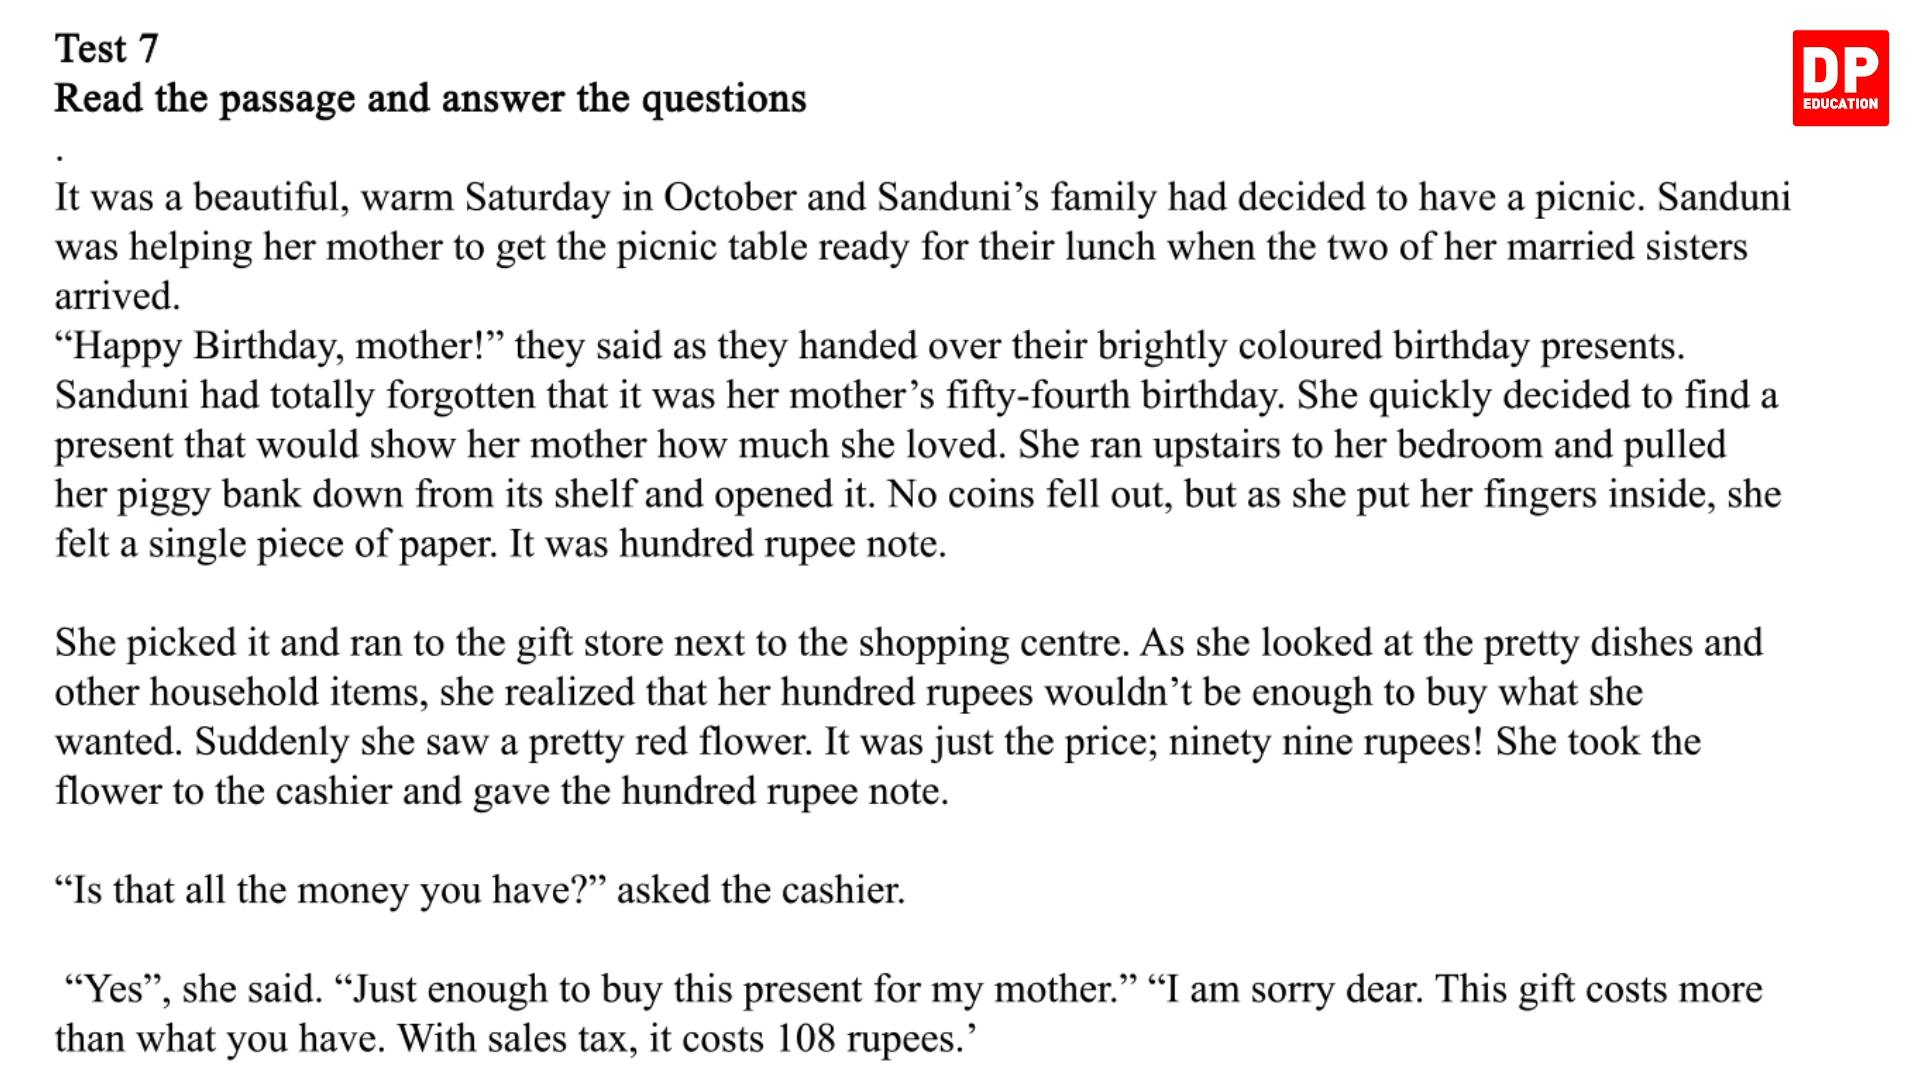 Test 7
DP
EDUCATION
Read the passage and answer the questions
.
It was a beautiful, warm Saturday in October and Sanduni’s family had decided to have a picnic. Sanduni
was helping her mother to get the picnic table ready for their lunch when the two of her married sisters
arrived.
“Happy Birthday, mother!” they said as they handed over their brightly coloured birthday presents.
Sanduni had totally forgotten that it was her mother’s fifty-fourth birthday. She quickly decided to find a
present that would show her mother how much she loved. She ran upstairs to her bedroom and pulled
her piggy bank down from its shelf and opened it. No coins fell out, but as she put her fingers inside, she
felt a single piece of paper. It was hundred rupee note.
She picked it and ran to the gift store next to the shopping centre. As she looked at the pretty dishes and
other household items, she realized that her hundred rupees wouldn’t be enough to buy what she
wanted. Suddenly she saw a pretty red flower. It was just the price; ninety nine rupees! She took the
flower to the cashier and gave the hundred rupee note.
“Is that all the money you have?” asked the cashier.
“Yes”, she said. “Just enough to buy this present for my mother.” “I am sorry dear. This gift costs more
than what you have. With sales tax, it costs 108 rupees.’